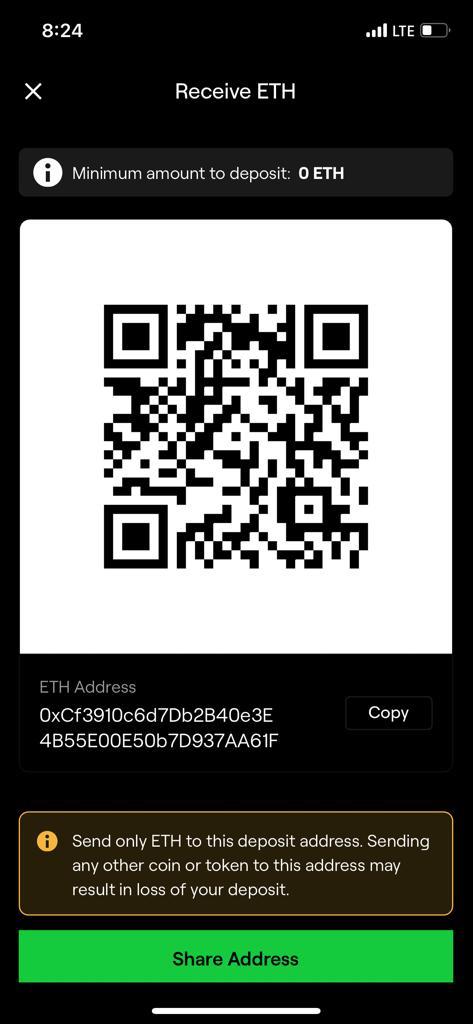 8:24
LTE
Receive ETH
Minimum amount to deposit: 0 ETH
ETH Address
0xCf3910c6d7Db2B40e3E
4B55E00E50b7D937AA61F
Copy
Send only ETH to this deposit address. Sending
any other coin or token to this address may
result in loss of your deposit.
Share Address